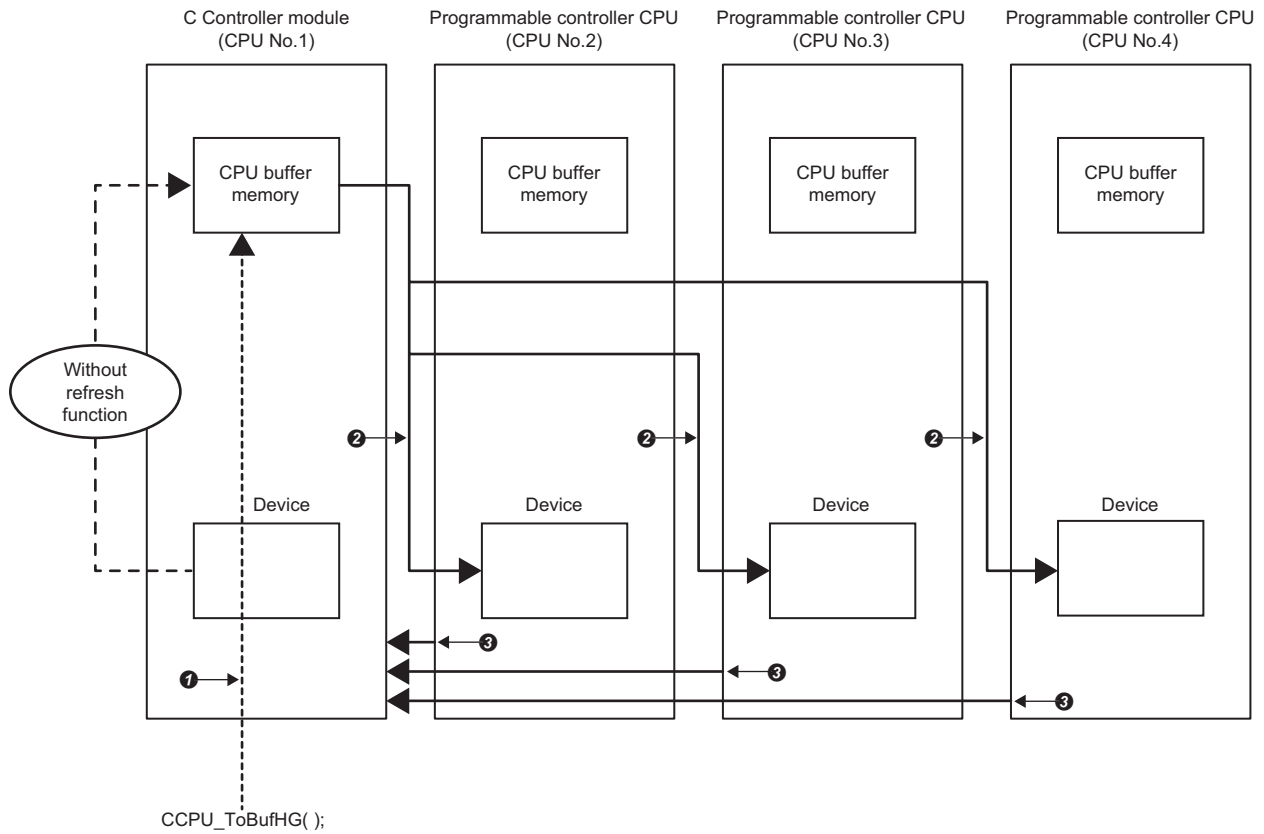 C Controller module
(CPU No.1)
Programmable controller CPU
(CPU No.2)
Programmable controller CPU
(CPU No.3)
Programmable controller CPU
(CPU No.4)
CPU buffer
memory
CPU buffer
memory
CPU buffer
memory
CPU buffer
memory
Without
refresh
function
2
2
2
Device
Device
Device
Device
3
3
1
3
CCPU_ToBufHG( );